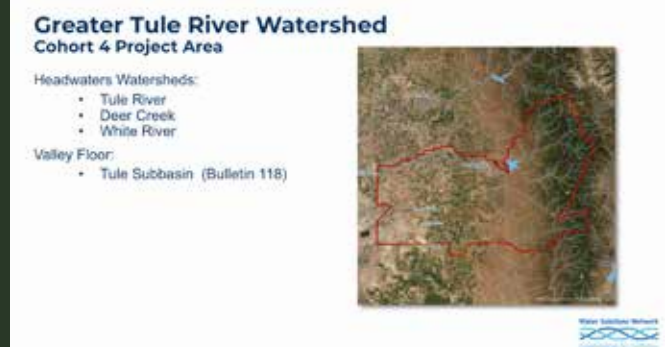 Greater Tule River Watershed
Cohort 4 Project Area
Headwaters Watersheds:
• Tule River
• Deer Creek
• White River
Valley Floor:
• Tule Subbasin (Bulletin 118)
Water Solutions Network